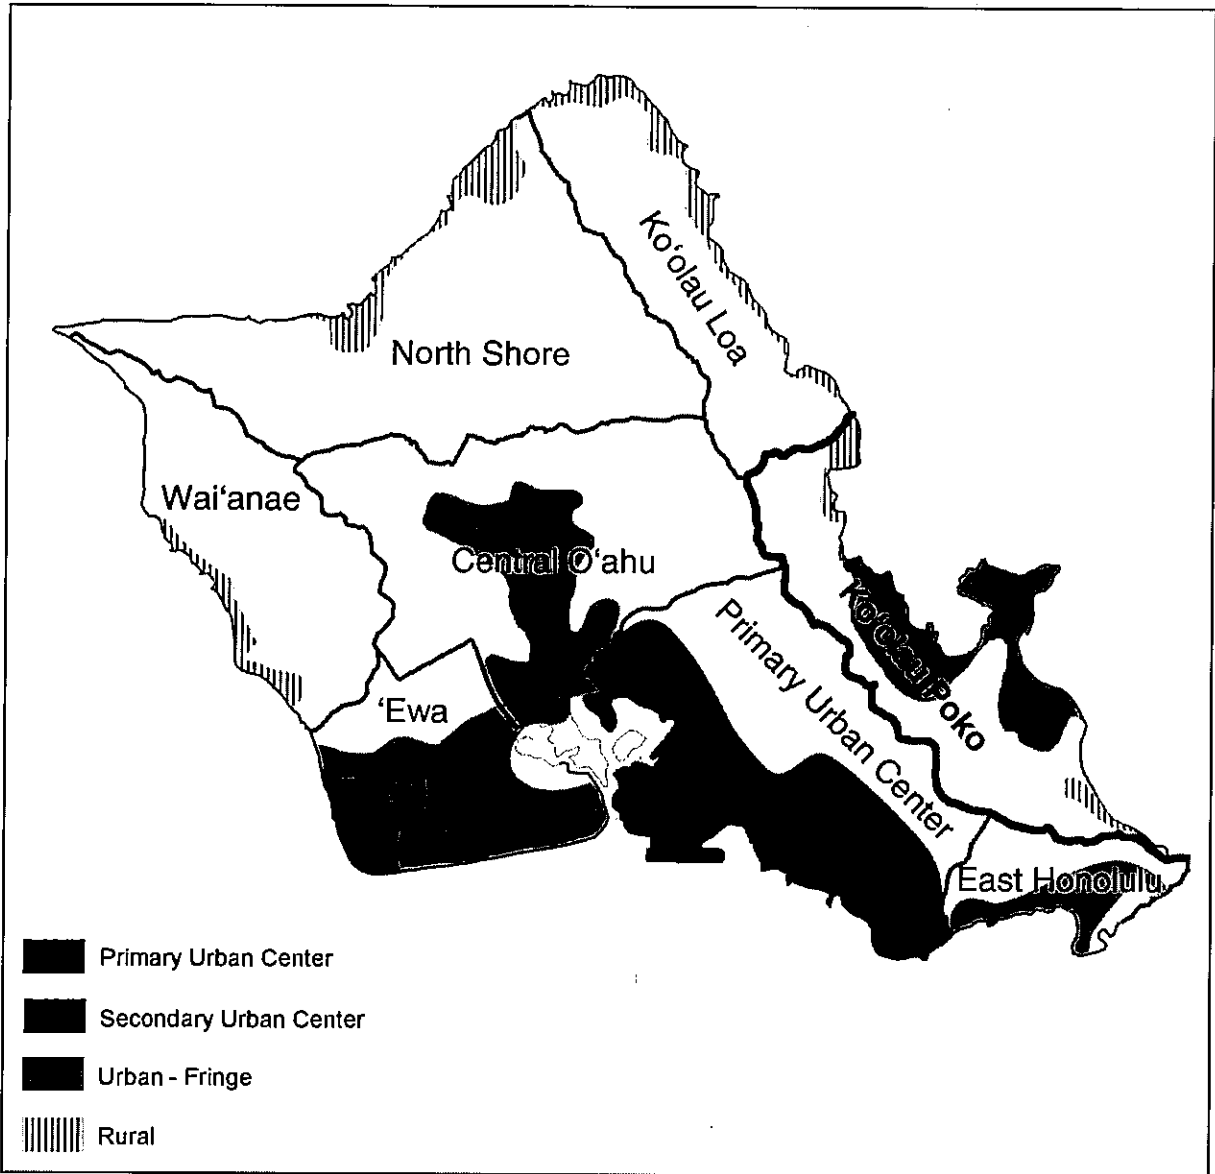 Ko‘olau Loa
North Shore
Wai‘anae
Central O‘ahu
Ko‘olau Poko
Primary Urban Center
‘Ewa
East Honolulu
Primary Urban Center
Secondary Urban Center
Urban - Fringe
Rural